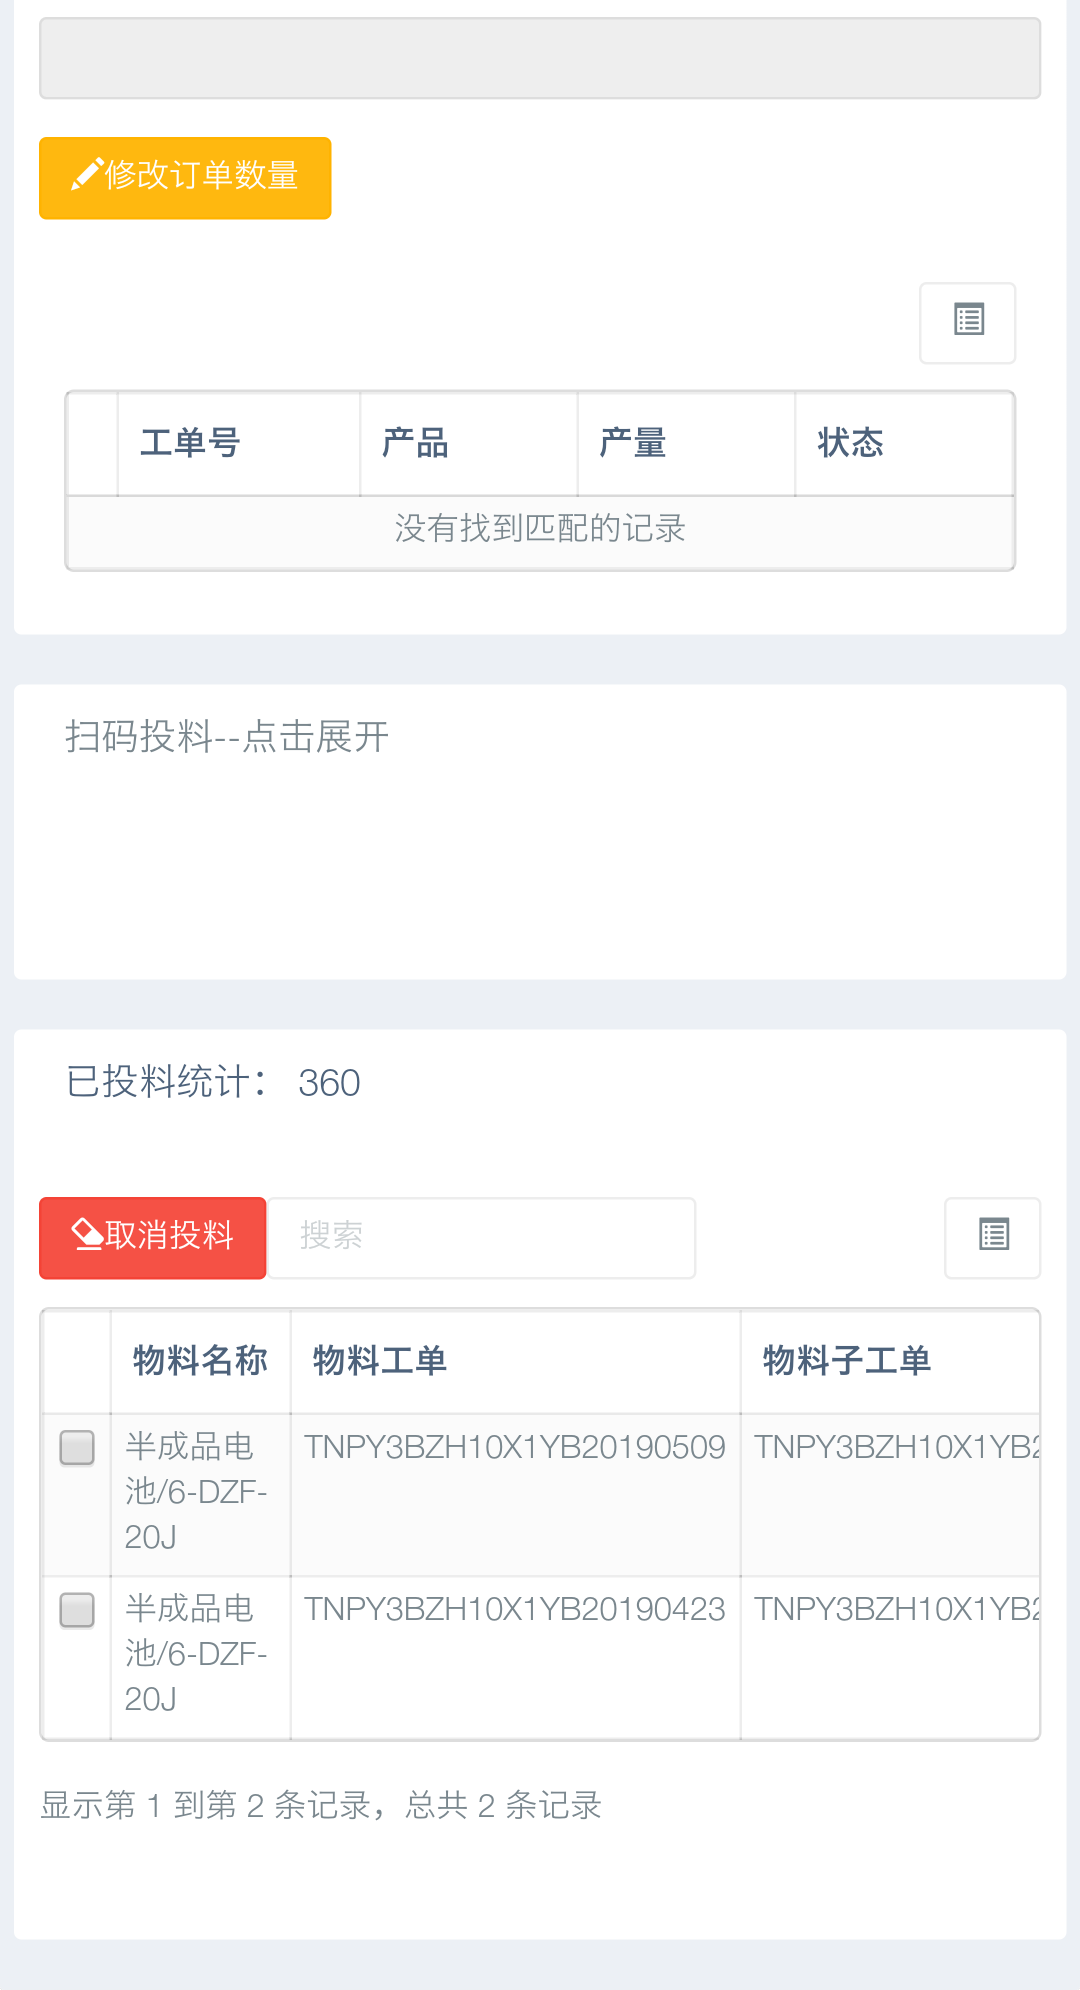 修改订单数量
工单号 产品 产量 状态
没有找到匹配的记录
扫码投料--点击展开
已投料统计： 360
取消投料 搜索
物料名称 物料工单 物料子工单
半成品电 TNPY3BZH10X1YB20190509 TNPY3BZH10X1YB2
池/6-DZF-
20J
半成品电 TNPY3BZH10X1YB20190423 TNPY3BZH10X1YB2
池/6-DZF-
20J
显示第 1 到第 2 条记录，总共 2 条记录